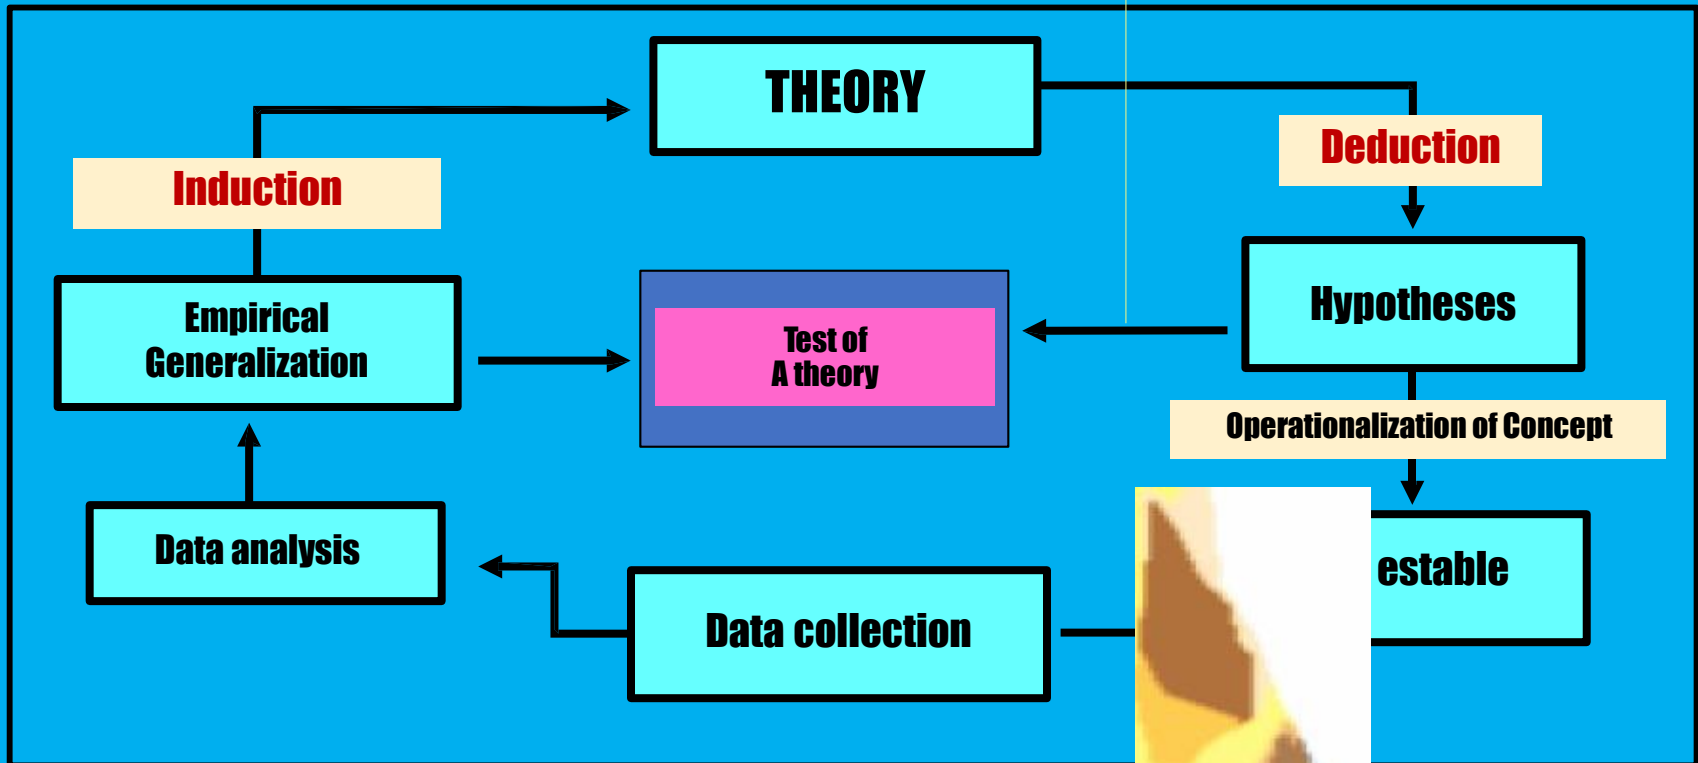 THEORY
Deduction
Induction
Hypotheses
Empirical
Generalization
Test of
A theory
Operationalization of Concept
Data analysis
estable
Data collection